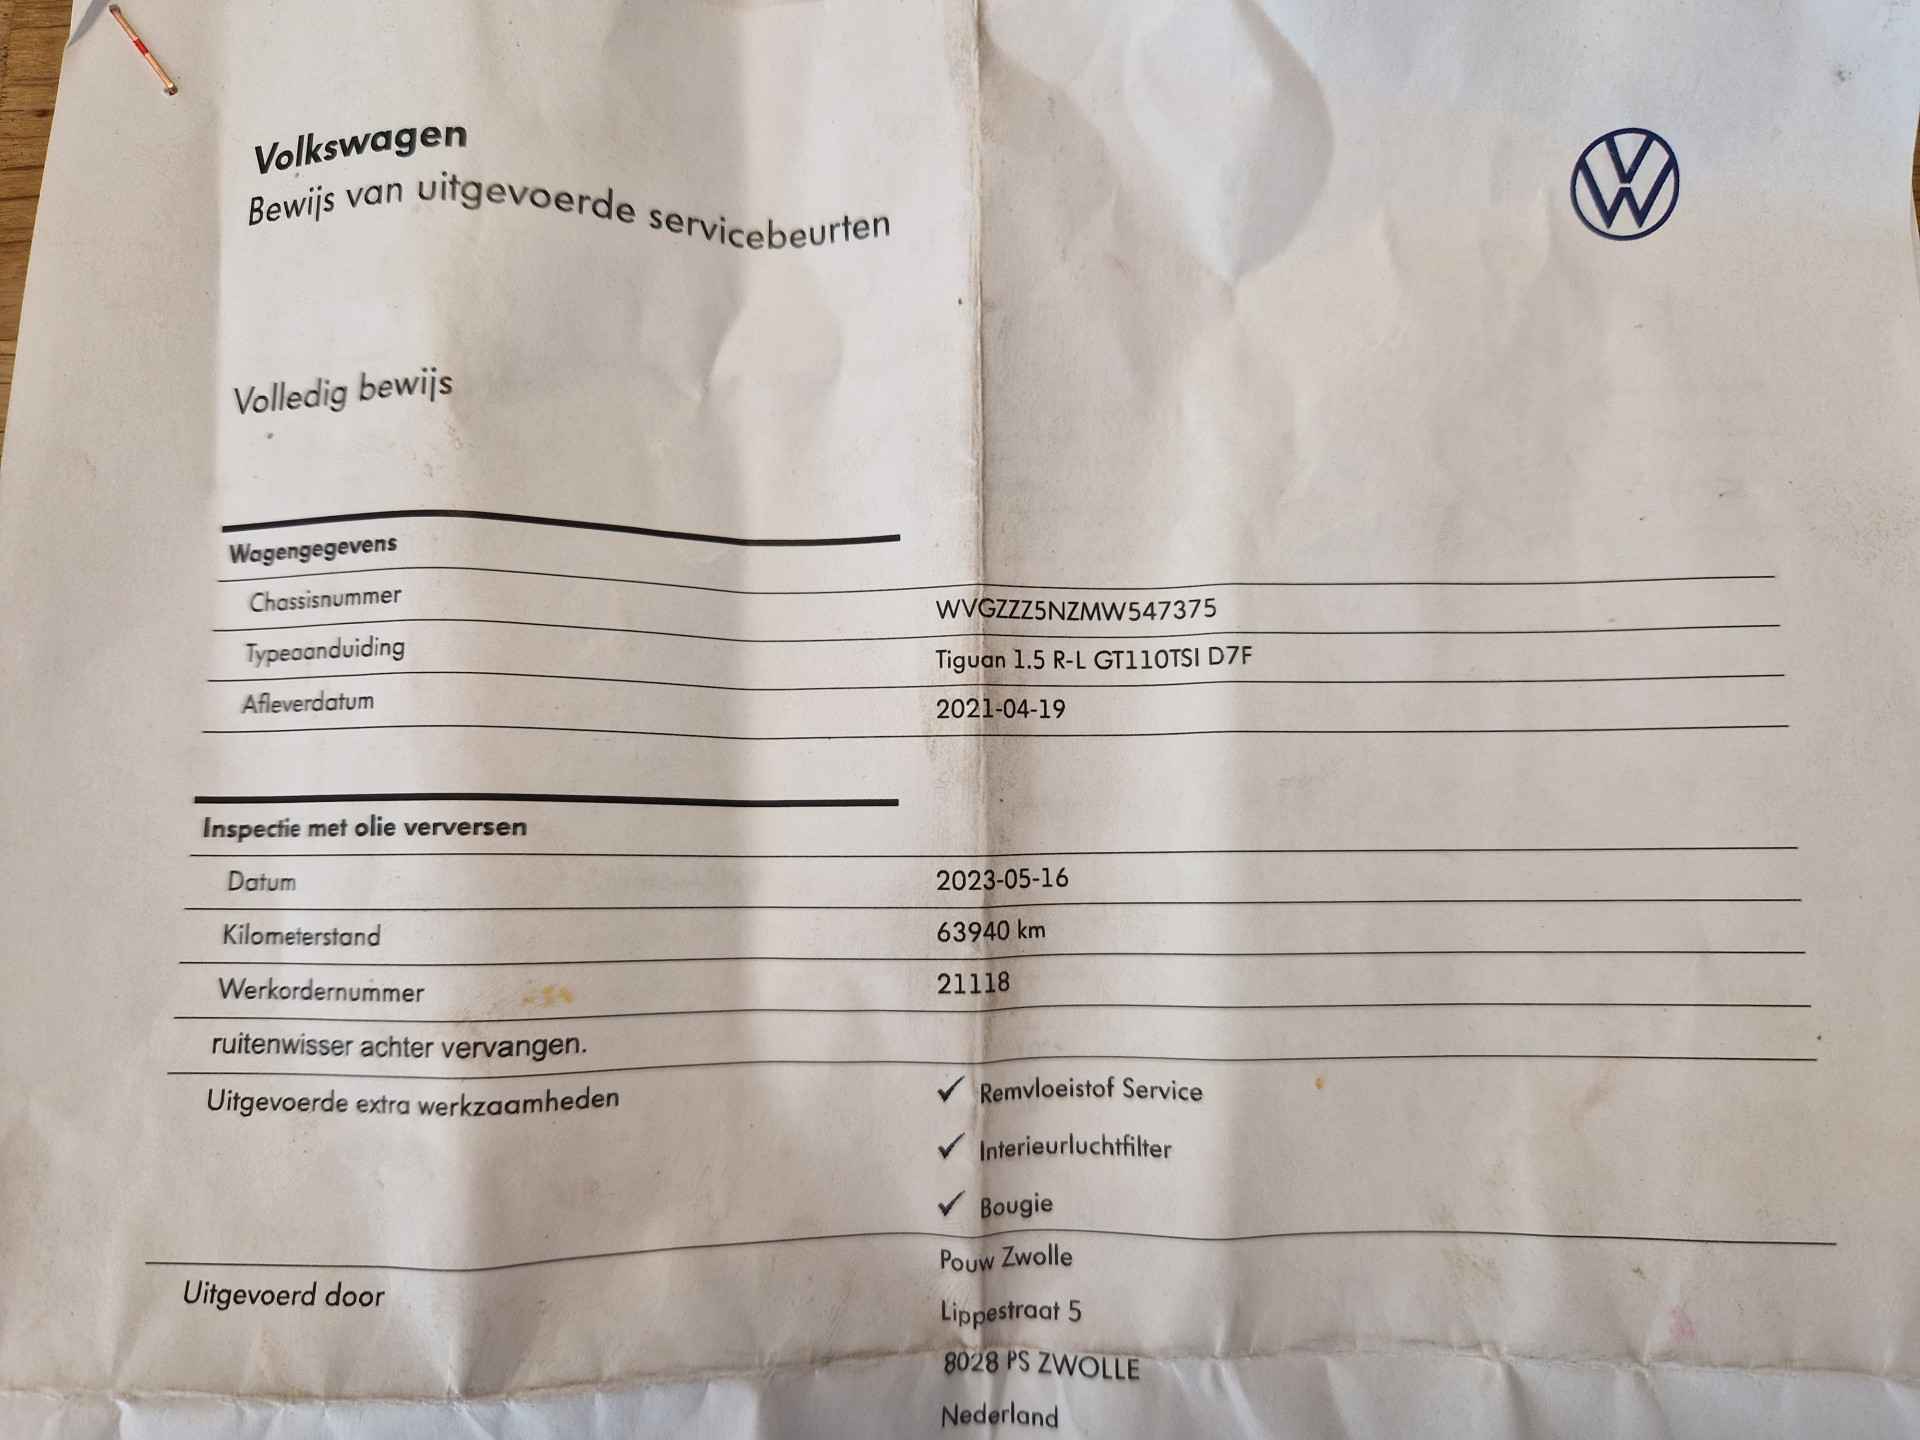 Volkswagen
Bewijs van uitgevoerde servicebeurten
Volledig bewijs
Wagengegevens
Chassisnummer WVGZZZ5NZMW547375
Typeaanduiding Tiguan 1.5 R-L GT110TSI D7F
Afleverdatum 2021-04-19
Inspectie met olie verversen
Datum 2023-05-16
Kilometerstand 63940 km
Werkordernummer 21118
ruitenwisser achter vervangen.
Uitgevoerde extra werkzaamheden ✓ Remvloeistof Service
✓ Interieurluchtfilter
✓ Bougie
Uitgevoerd door Pouw Zwolle
Lippestraat 5
8028 PS ZWOLLE
Nederland